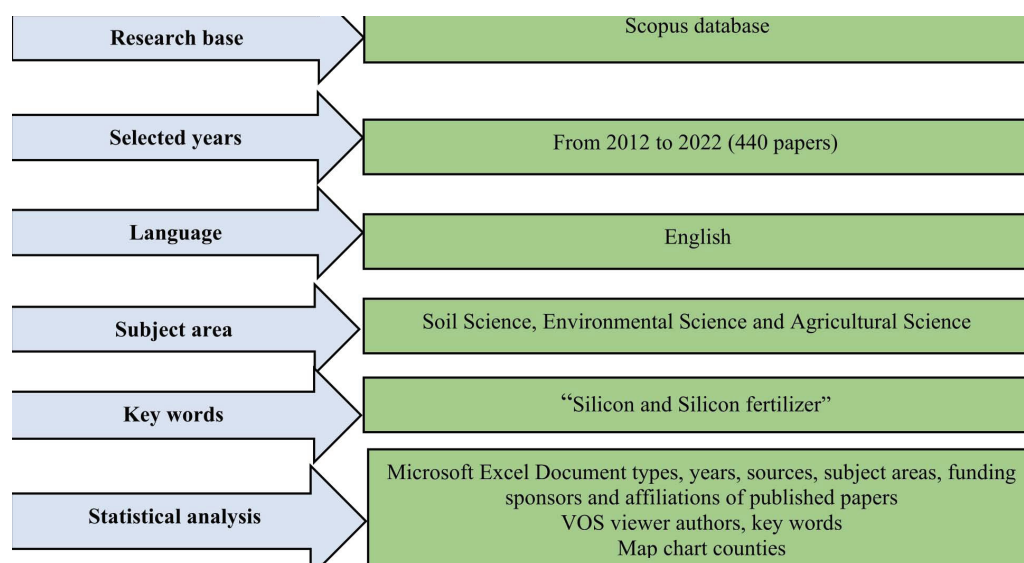 Research base
Scopus database
Selected years
From 2012 to 2022 (440 papers)
Language
English
Subject area
Soil Science, Environmental Science and Agricultural Science
Key words
“Silicon and Silicon fertilizer”
Statistical analysis
Microsoft Excel Document types, years, sources, subject areas, funding
sponsors and affiliations of published papers
VOS viewer authors, key words
Map chart counties